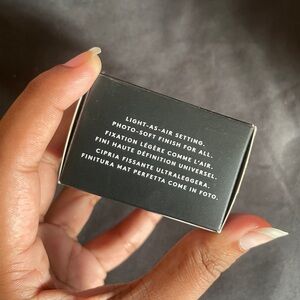 LIGHT-AS-AIR SETTING.
PHOTO-SOFT FINISH FOR ALL.
FIXATION LÉGÈRE COMME L'AIR.
FINI HAUTE DÉFINITION UNIVERSEL.
CIPRIA FISSANTE ULTRALEGGERA.
FINITURA MAT PERFETTA COME IN FOTO.